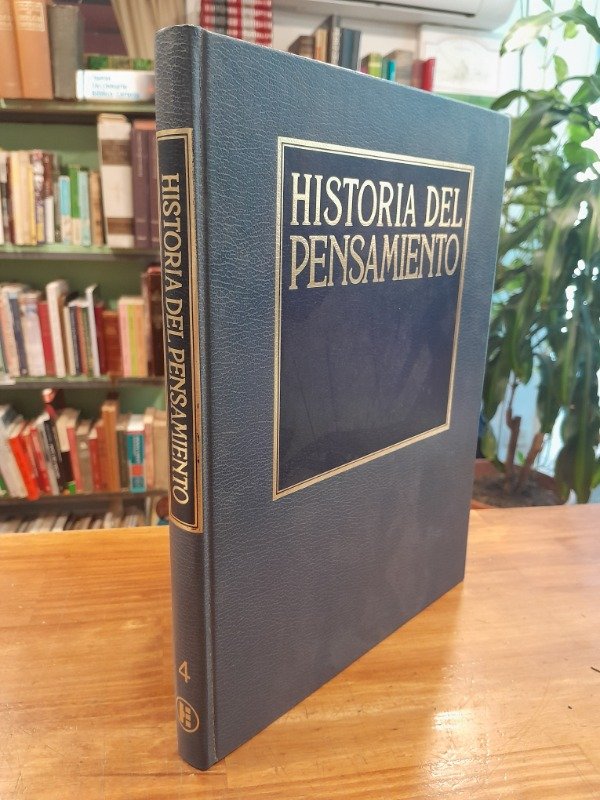 HISTORIA DEL
PENSAMIENTO
HISTORIA DEL PENSAMIENTO
4